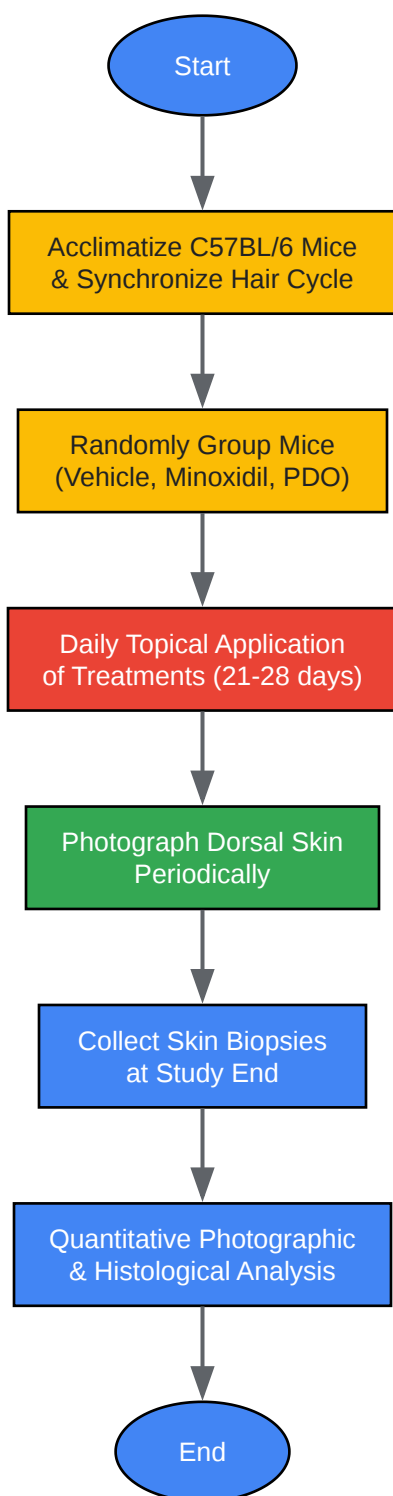 Start
Acclimatize C57BL/6 Mice
& Synchronize Hair Cycle
Randomly Group Mice
(Vehicle, Minoxidil, PDO)
Daily Topical Application
of Treatments (21-28 days)
Photograph Dorsal Skin
Periodically
Collect Skin Biopsies
at Study End
Quantitative Photographic
& Histological Analysis
End